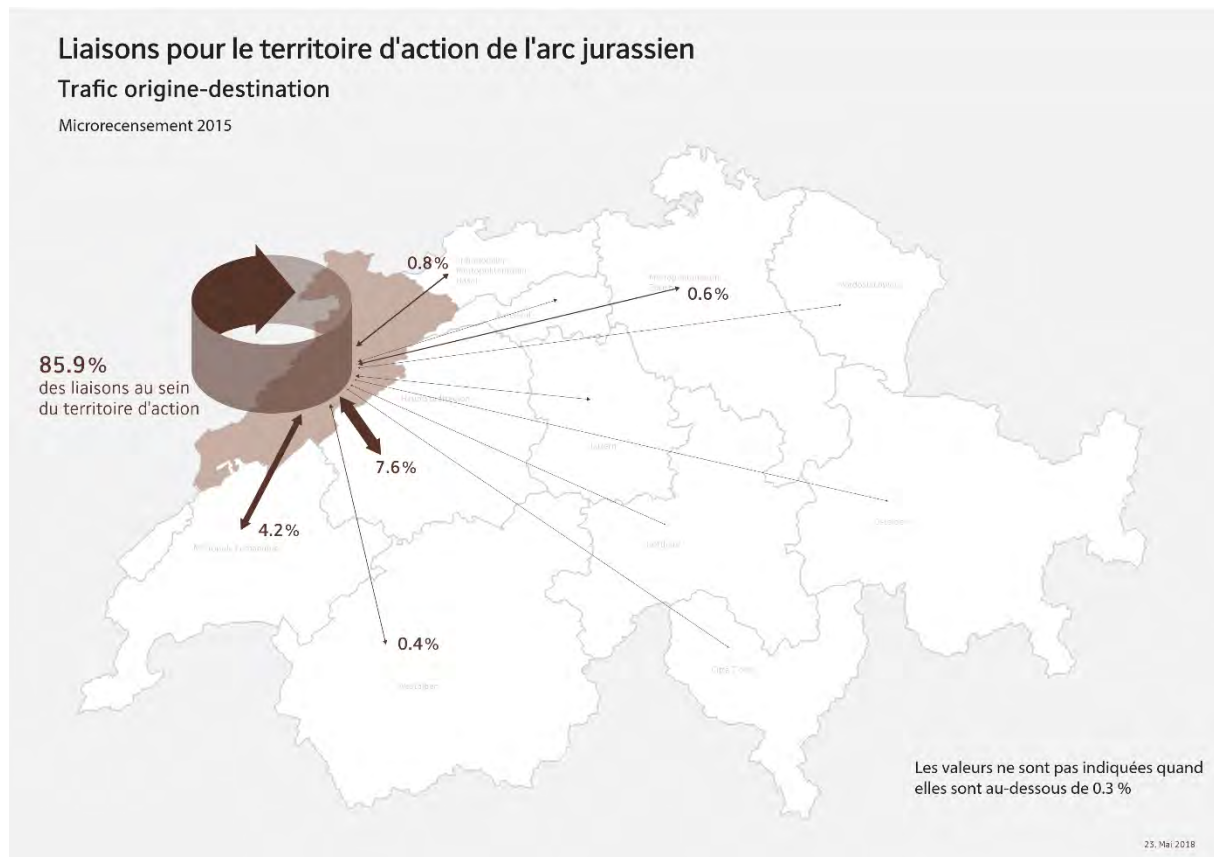 Liaisons pour le territoire d'action de l'arc jurassien
Trafic origine-destination
Microrecensement 2015
0.8%
0.6%
85.9%
des liaisons au sein
du territoire d'action
7.6%
Luzern
4.2%
0.4%
Les valeurs ne sont pas indiquées quand
elles sont au-dessous de 0.3 %
23. Mai 2018